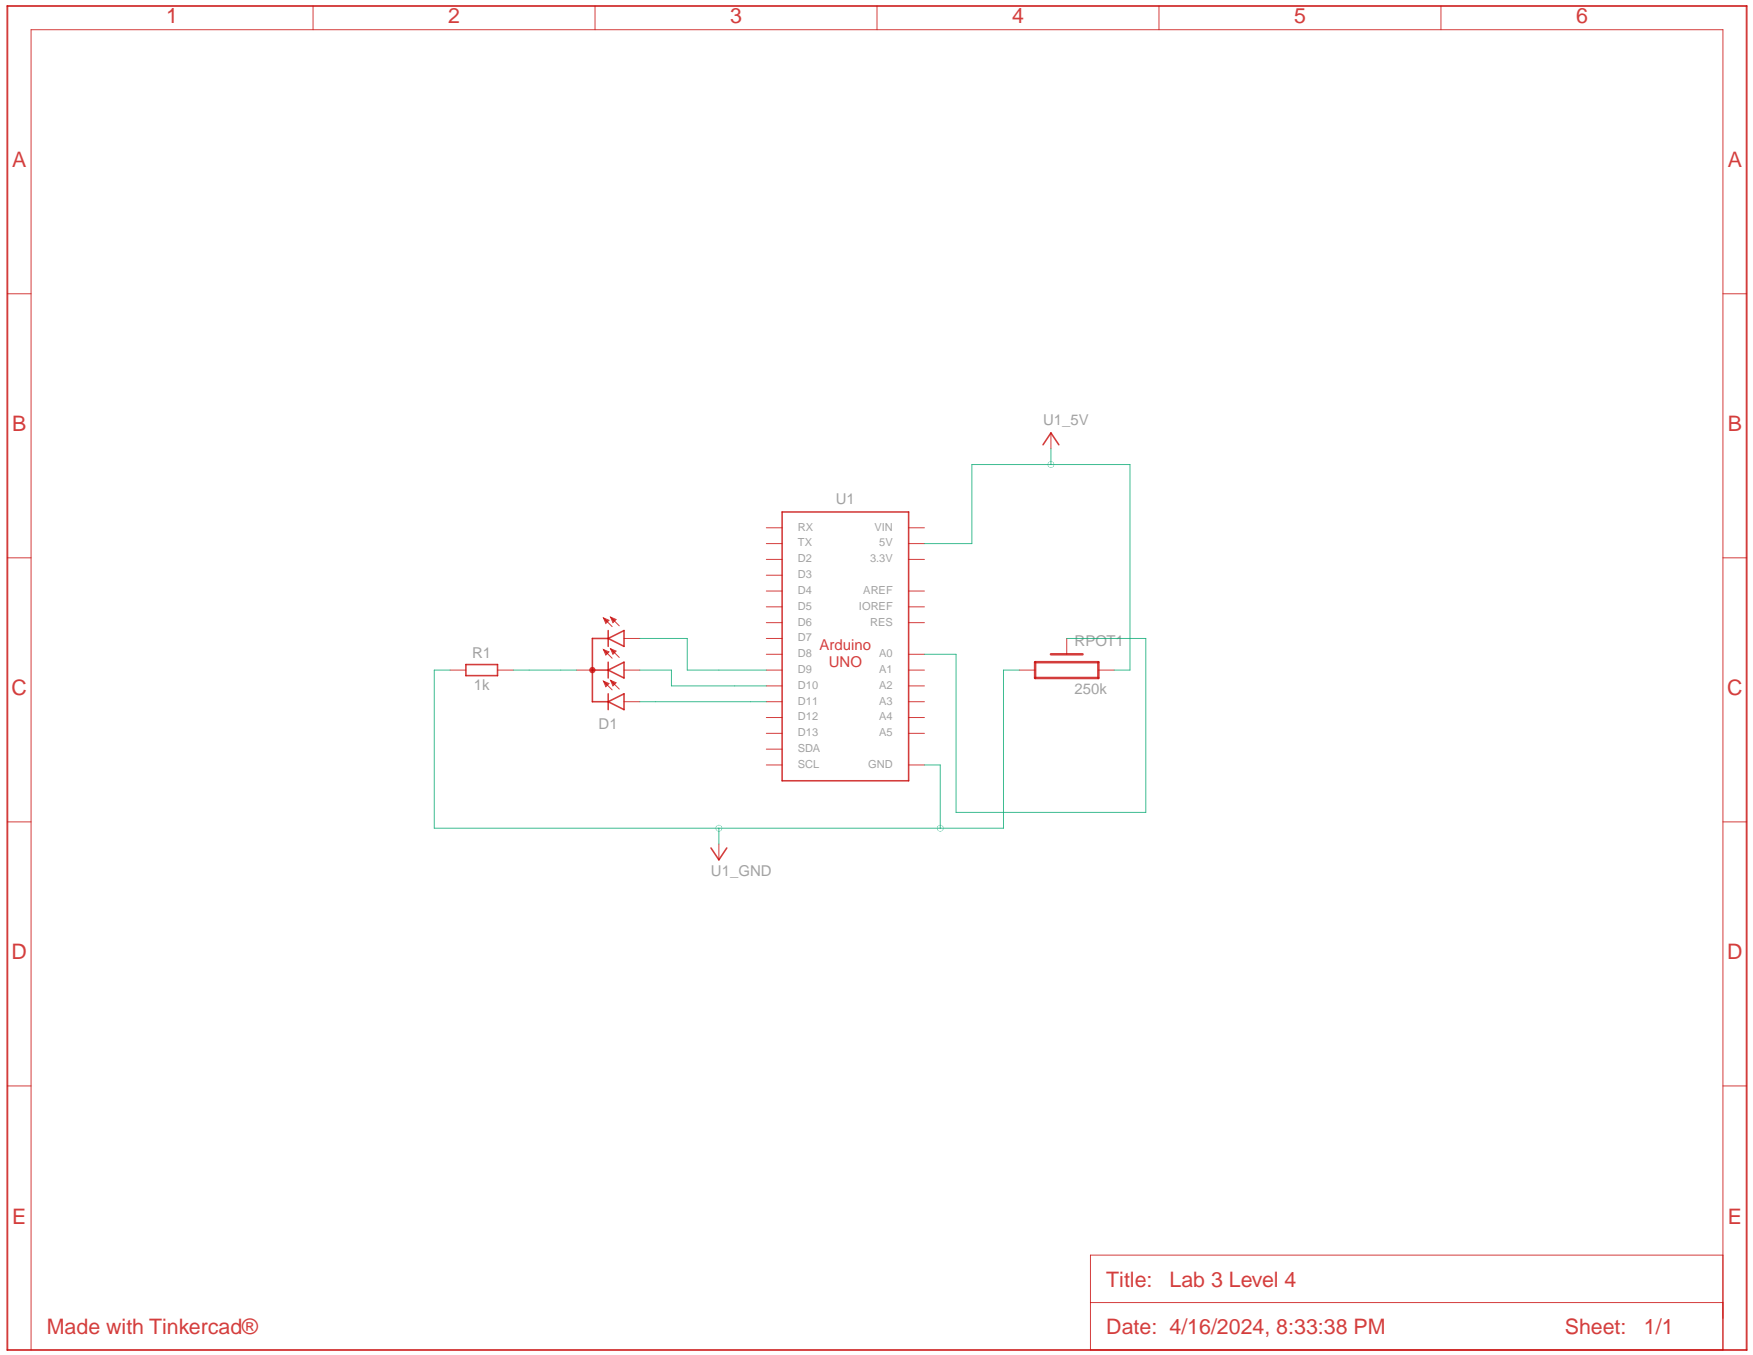 1 2 3 4 5 6
A A
B B
U1_5V
U1
RX VIN
TX 5V
D2 3.3V
D3
D4 AREF
D5 IOREF
D6 RES
D7
Arduino
UNO
D8 A0
D9 A1
D10 A2
D11 A3
D12 A4
D13 A5
SDA
SCL GND
R1
1k
D1
RPOT1
250k
C C
U1_GND
D D
E E
Title: Lab 3 Level 4
Made with Tinkercad®
Date: 4/16/2024, 8:33:38 PM Sheet: 1/1